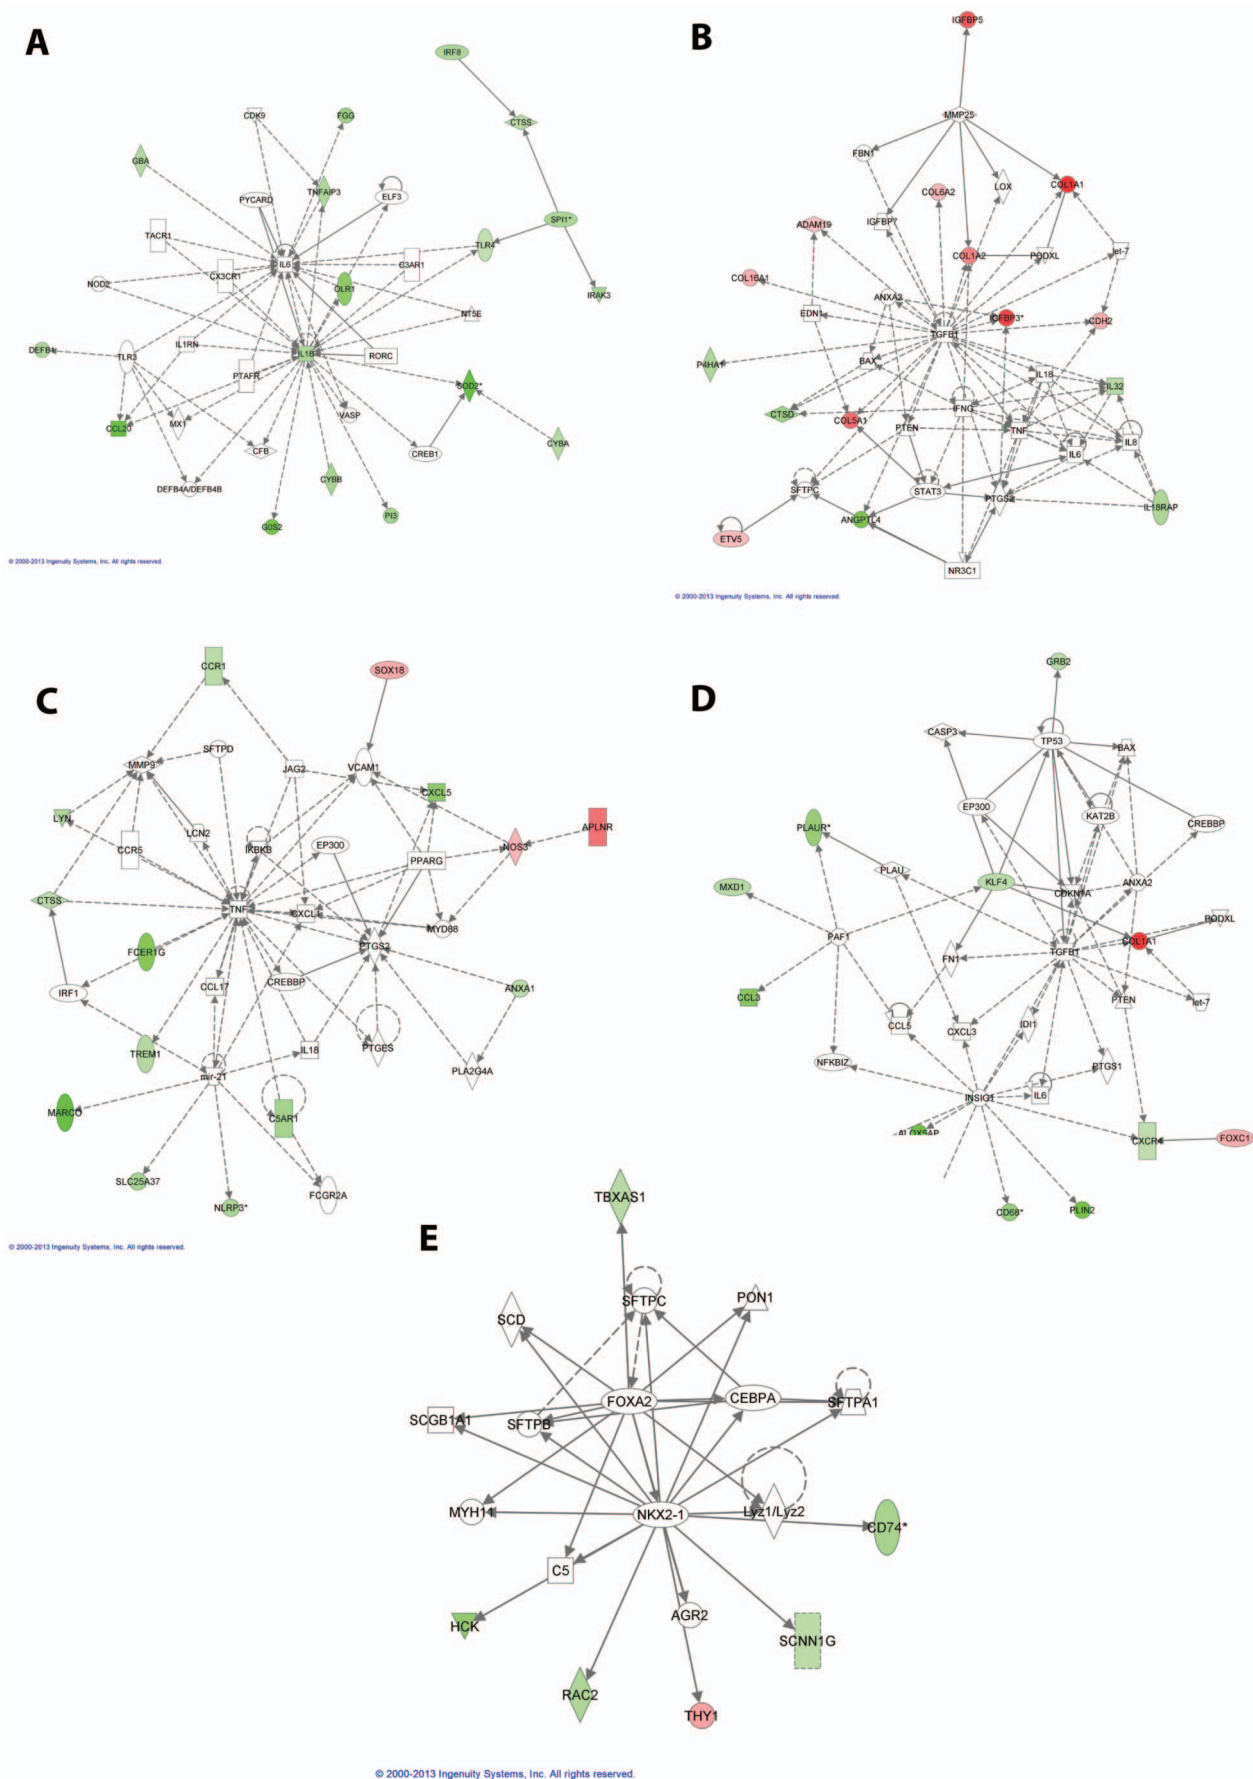 A
IRF8
CDK9
FGG
CTSS
GBA
TNFAIP3
PYCARD
ELF3
SPI1*
TACR1
TLR4
IL6
C3AR1
CX3CR1
NOD2
OLR1
IRAK3
NT5E
DEFB1
IL1RN
IL1B
TLR3
RORC
PTAFR
SOD2*
VASP
MX1
CCL20
CFB
CREB1
CYBA
DEFB4A/DEFB4B
CYBB
PI3
G0S2
© 2000-2013 Ingenuity Systems, Inc. All rights reserved.
B
IGFBP5
MMP25
FBN1
LOX
COL1A1
COL6A2
ADAM19
IGFBP7
COL1A2
PODXL
let-7
COL16A1
ANXA2
EDN1
IGFBP3*
CDH2
TGFB1
P4HA1
BAX
IL18
IL32
CTSD
IFNG
COL5A1
PTEN
TNF
IL8
IL6
SFTPC
STAT3
PTGS2
IL18RAP
ANGPTL4
ETV5
NR3C1
© 2000-2013 Ingenuity Systems, Inc. All rights reserved.
C
CCR1
SOX18
SFTPD
MMP9
JAG2
VCAM1
CXCL5
LYN
LCN2
APLNR
IKBKB
EP300
NOS3
CCR5
PPARG
CTSS
TNF
CXCL1
MYD88
FCER1G
PTGS2
CREBBP
CCL17
IRF1
ANXA1
TREM1
IL18
PTGES
PLA2G4A
mir-21
MARCO
C5AR1
SLC25A37
FCGR2A
NLRP3*
© 2000-2013 Ingenuity Systems, Inc. All rights reserved.
D
GRB2
CASP3
TP53
BAX
EP300
KAT2B
CREBBP
PLAUR*
PLAU
MXD1
KLF4
CDKN1A
ANXA2
PODXL
PAF1
COL1A1
FN1
TGFB1
CCL3
PTEN
let-7
CCL5
CXCL3
IDI1
NFKBIZ
PTGS1
INSIG1
IL6
ALOX5AP
CXCR4
FOXC1
CD68*
PLIN2
E
TBXAS1
SFTPC
PON1
SCD
FOXA2
CEBPA
SFTPA1
SCGB1A1
SFTPB
MYH11
NKX2-1
Lyz1/Lyz2
CD74*
C5
HCK
AGR2
SCNN1G
RAC2
THY1
© 2000-2013 Ingenuity Systems, Inc. All rights reserved.